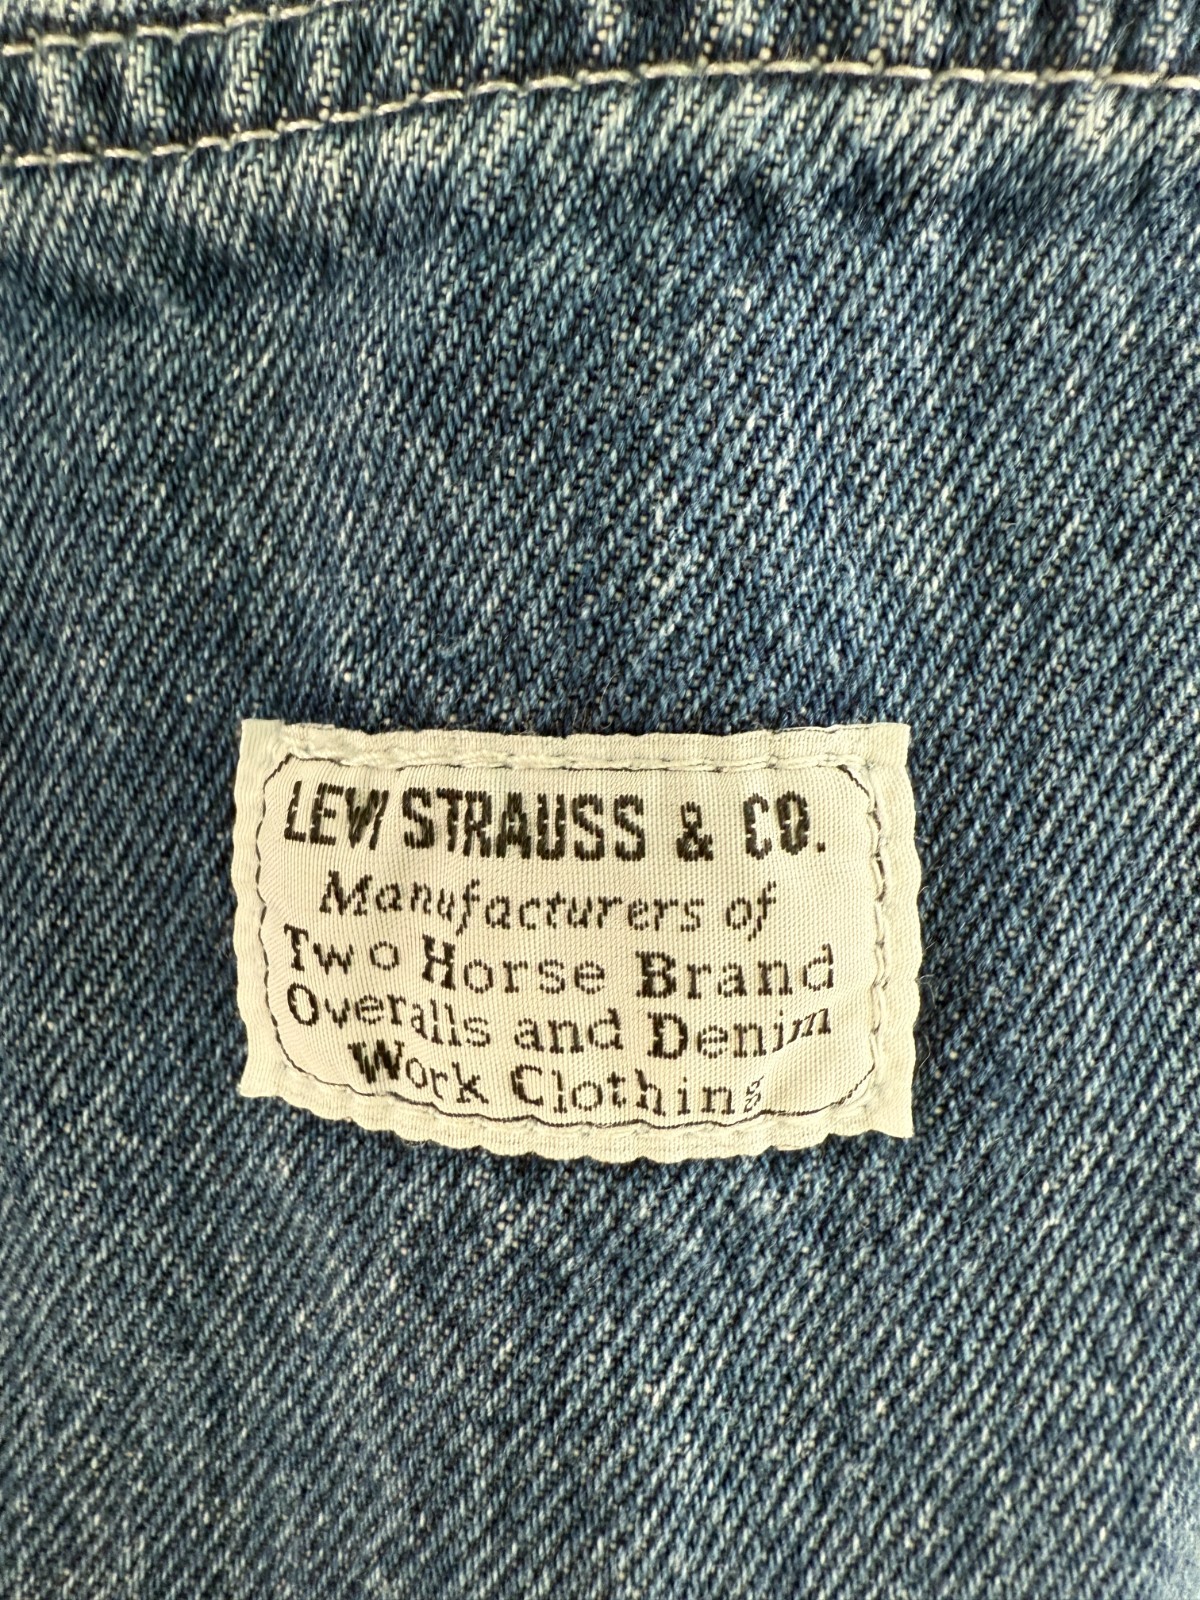 LEVI STRAUSS & CO.
Manufacturers of
Two Horse Brand
Overalls and Denim
Work Clothing